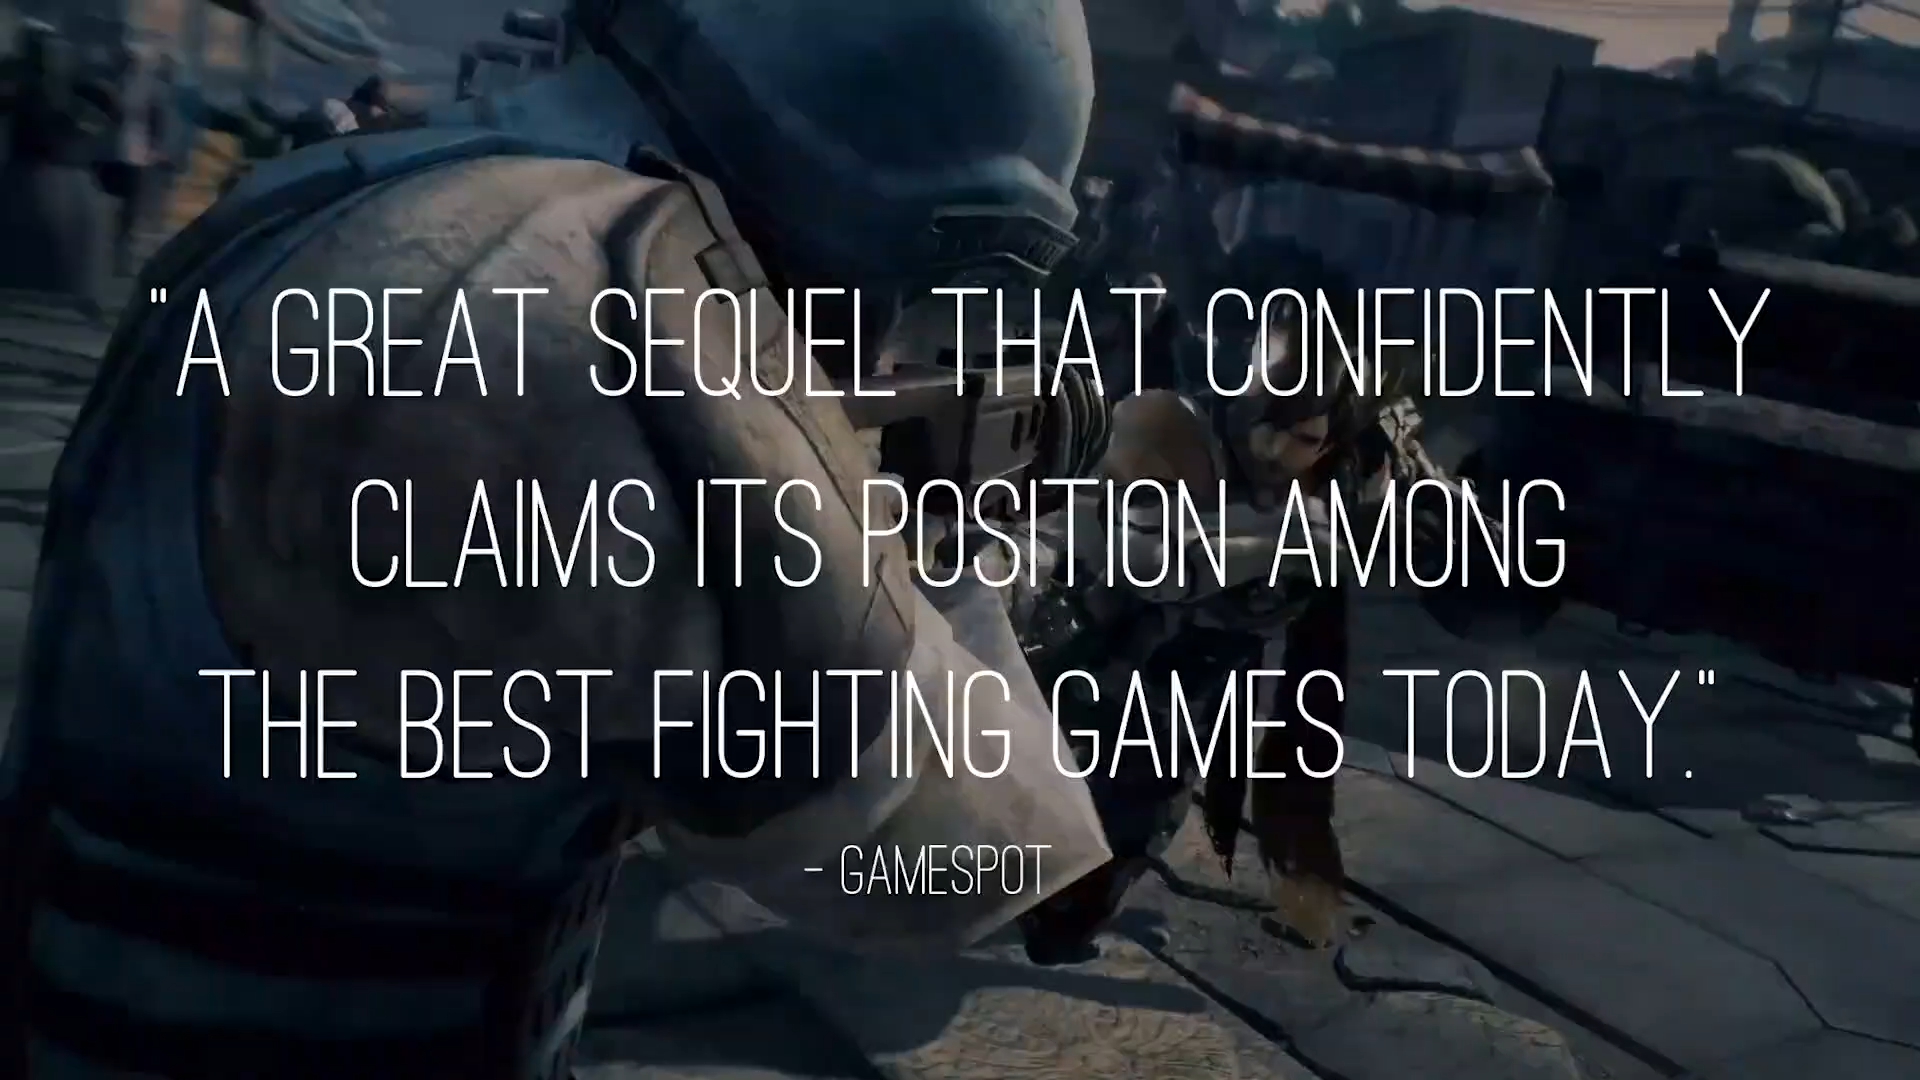 "A GREAT SEQUEL THAT CONFIDENTLY
CLAIMS ITS POSITION AMONG
THE BEST FIGHTING GAMES TODAY."
- GAMESPOT